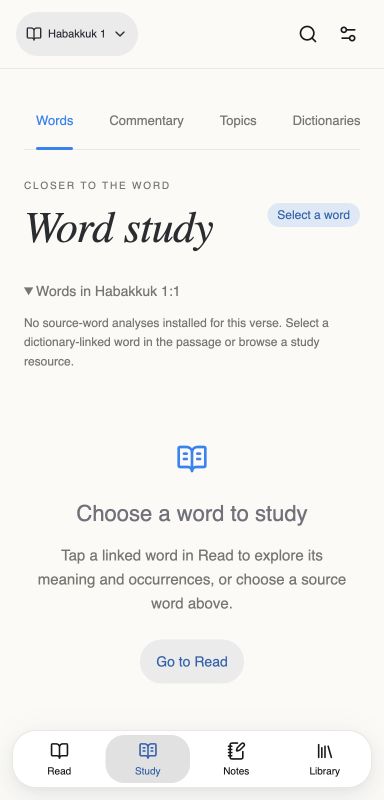 Habakkuk 1
Words Commentary Topics Dictionaries
CLOSER TO THE WORD
Word study
Select a word
Words in Habakkuk 1:1
No source-word analyses installed for this verse. Select a
dictionary-linked word in the passage or browse a study
resource.
Choose a word to study
Tap a linked word in Read to explore its
meaning and occurrences, or choose a source
word above.
Go to Read
Read Study Notes Library